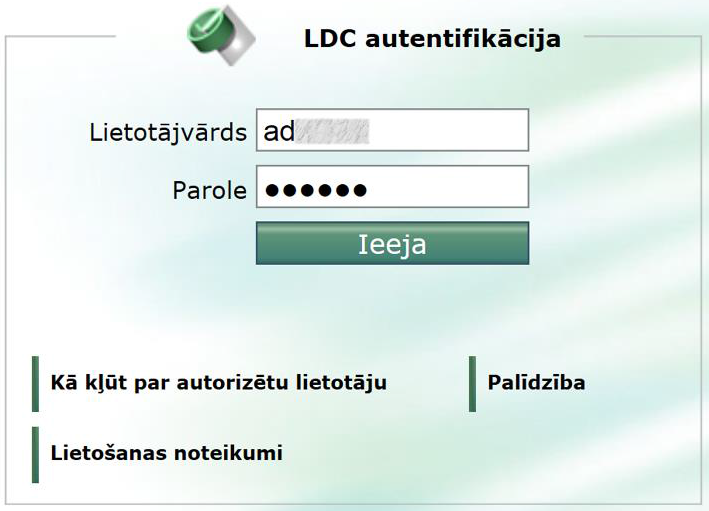 LDC autentifikācija
Lietotājvārds ad
Parole ●●●●●●
Ieeja
Kā kļūt par autorizētu lietotāju
Palīdzība
Lietošanas noteikumi